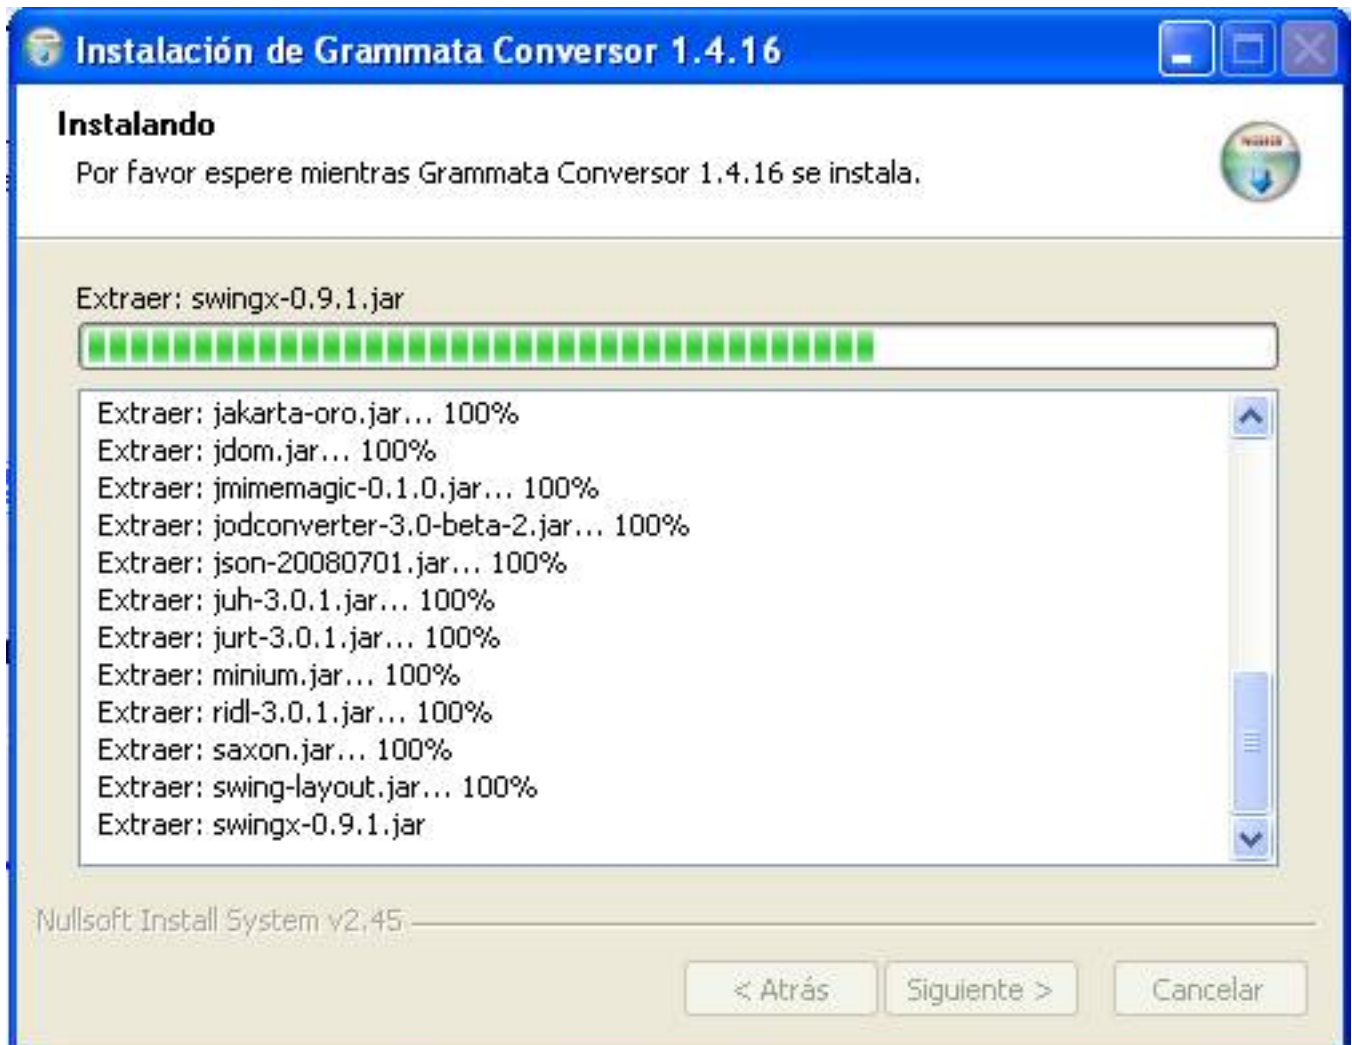 Instalación de Grammata Conversor 1.4.16
Instalando
Por favor espere mientras Grammata Conversor 1.4.16 se instala.
Extraer: swingx-0.9.1.jar
Extraer: jakarta-oro.jar... 100%
Extraer: jdom.jar... 100%
Extraer: jmimemagic-0.1.0.jar... 100%
Extraer: jodconverter-3.0-beta-2.jar... 100%
Extraer: json-20080701.jar... 100%
Extraer: juh-3.0.1.jar... 100%
Extraer: jurt-3.0.1.jar... 100%
Extraer: minium.jar... 100%
Extraer: ridl-3.0.1.jar... 100%
Extraer: saxon.jar... 100%
Extraer: swing-layout.jar... 100%
Extraer: swingx-0.9.1.jar
Nullsoft Install System v2.45
< Atrás Siguiente > Cancelar